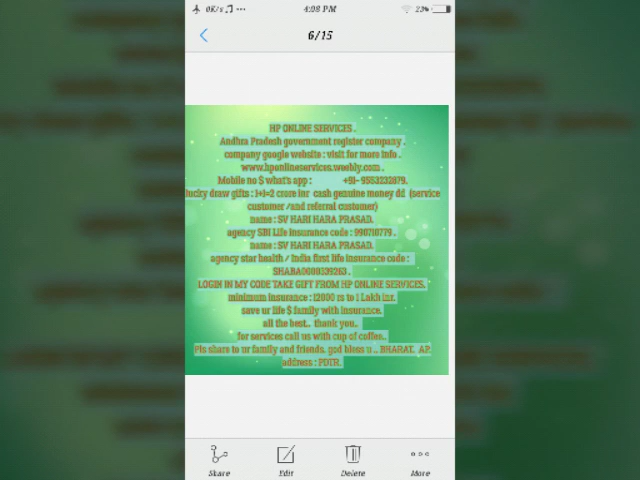 0K/s ... 4:08 PM 23%
6/15
HP ONLINE SERVICES .
Andhra Pradesh government register company .
company google website : visit for more info .
www.hponlineservices.weebly.com .
Mobile no $ what's app : +91-
lucky draw gifts : 1+1=2 crore inr cash genuine money dd (service
customer /and referral customer)
name : SV HARI HARA PRASAD.
agency SBI Life insurance code : 990710779 .
name : SV HARI HARA PRASAD.
agency star health / India first life insurance code :
LOGIN IN MY CODE TAKE GIFT FROM HP ONLINE SERVICES.
minimum insurance : 12000 rs to 1 Lakh inr.
save ur life $ family with insurance.
all the best.. thank you..
for services call us with cup of coffee..
Pls share to ur family and friends. god bless u .. BHARAT. AP.
address : PDTR.
Share Edit Delete More